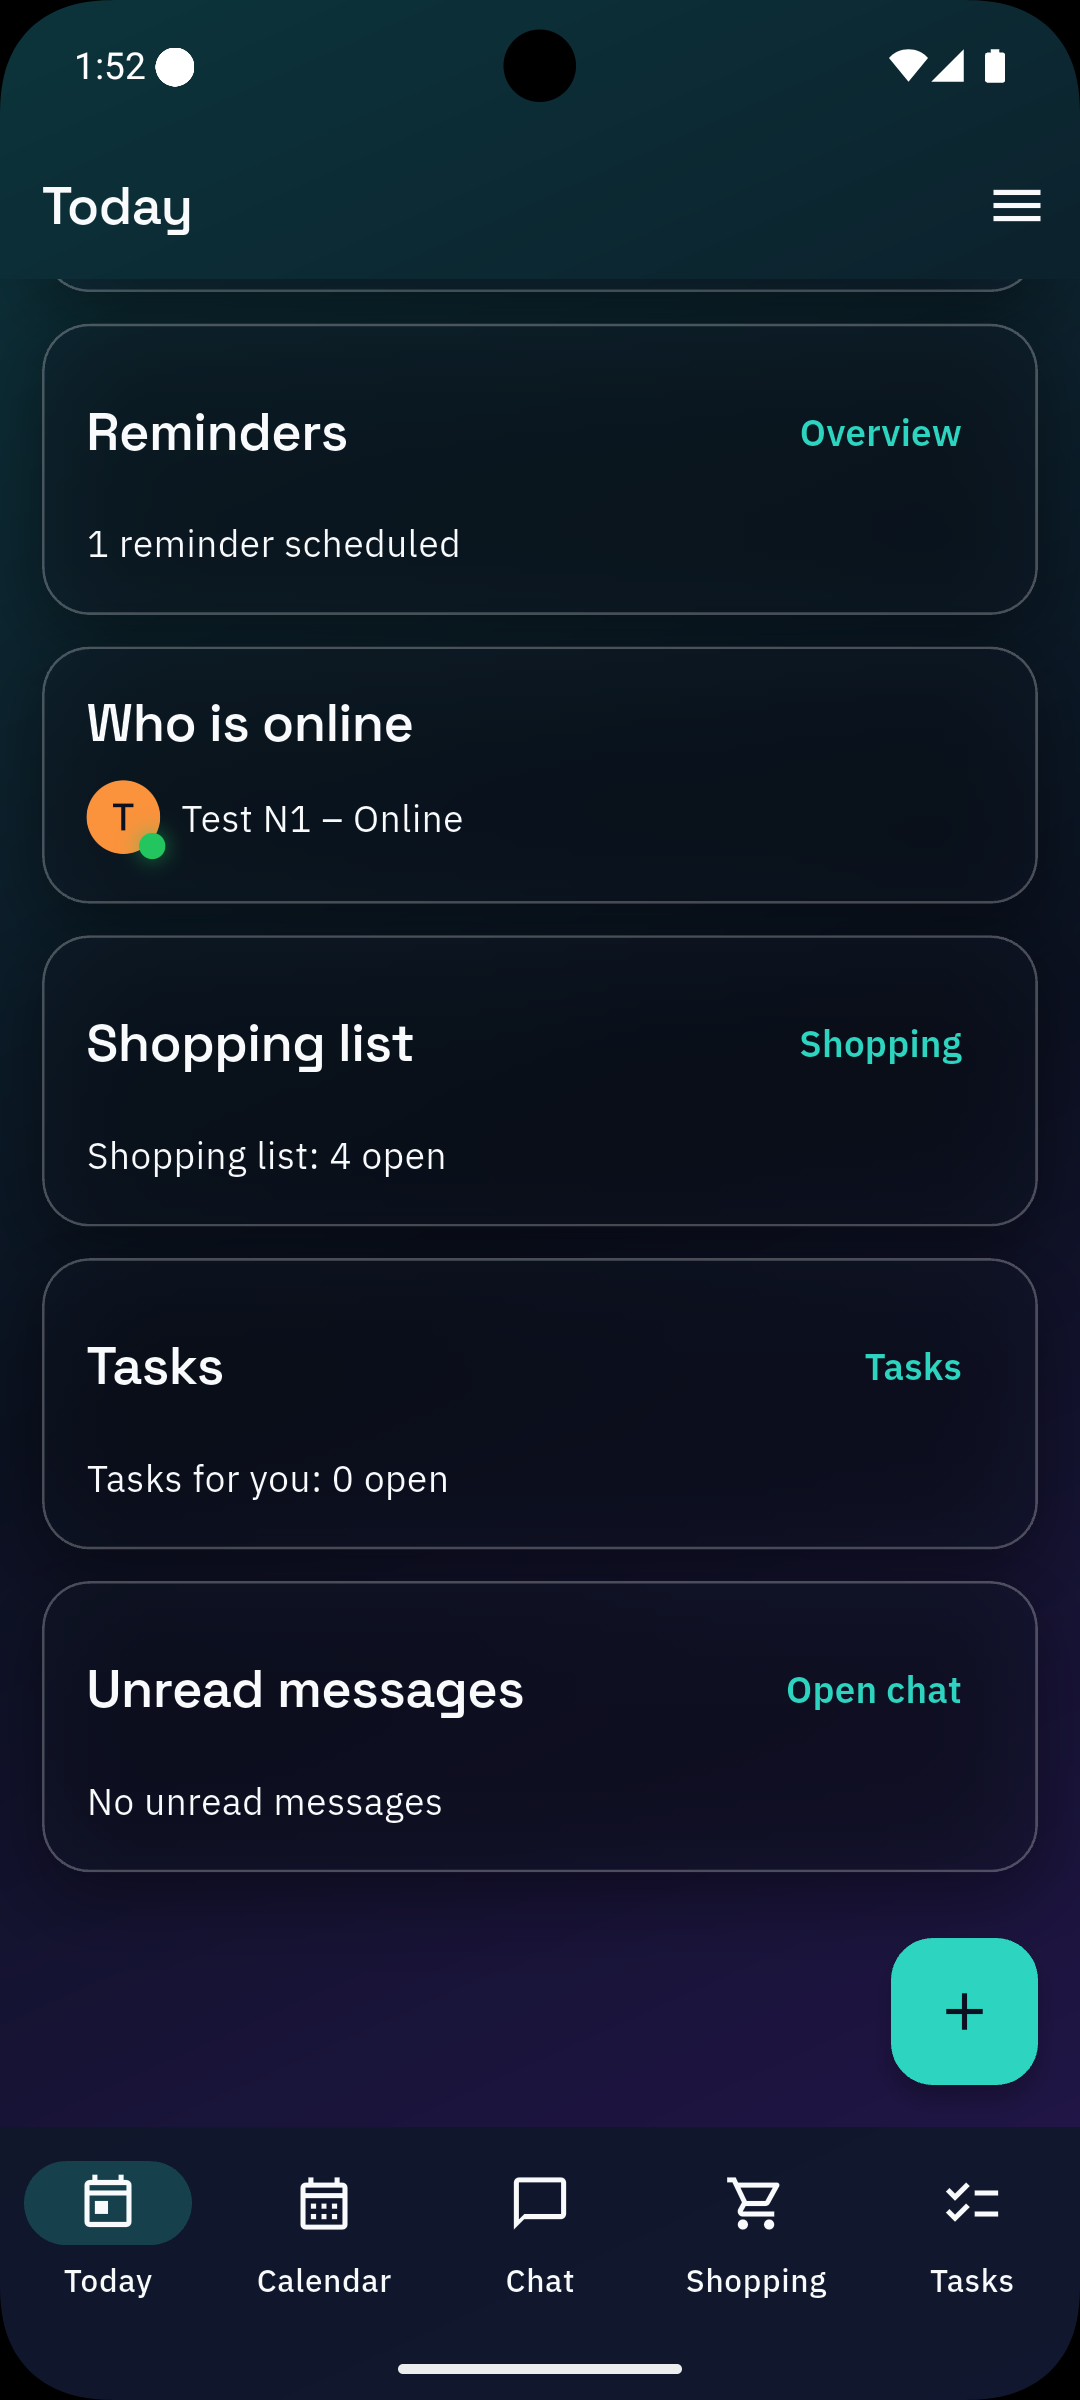 1:52
Today
Reminders
Overview
1 reminder scheduled
Who is online
T
Test N1 – Online
Shopping list
Shopping
Shopping list: 4 open
Tasks
Tasks
Tasks for you: 0 open
Unread messages
Open chat
No unread messages
Today
Calendar
Chat
Shopping
Tasks